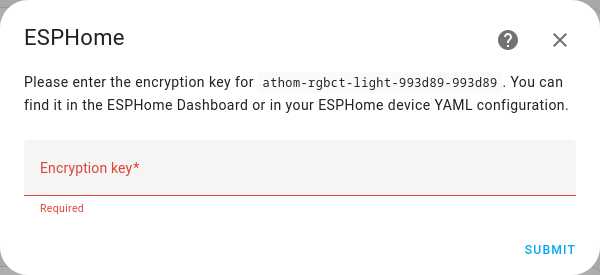 ESPHome
Please enter the encryption key for athom-rgbct-light-993d89-993d89 . You can
find it in the ESPHome Dashboard or in your ESPHome device YAML configuration.
Encryption key*
Required
SUBMIT